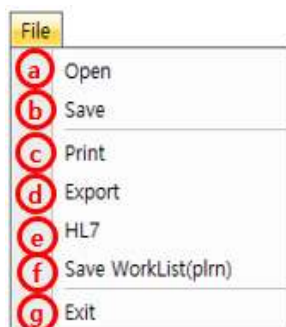 File
a Open
b Save
c Print
d Export
e HL7
f Save WorkList(plrn)
g Exit